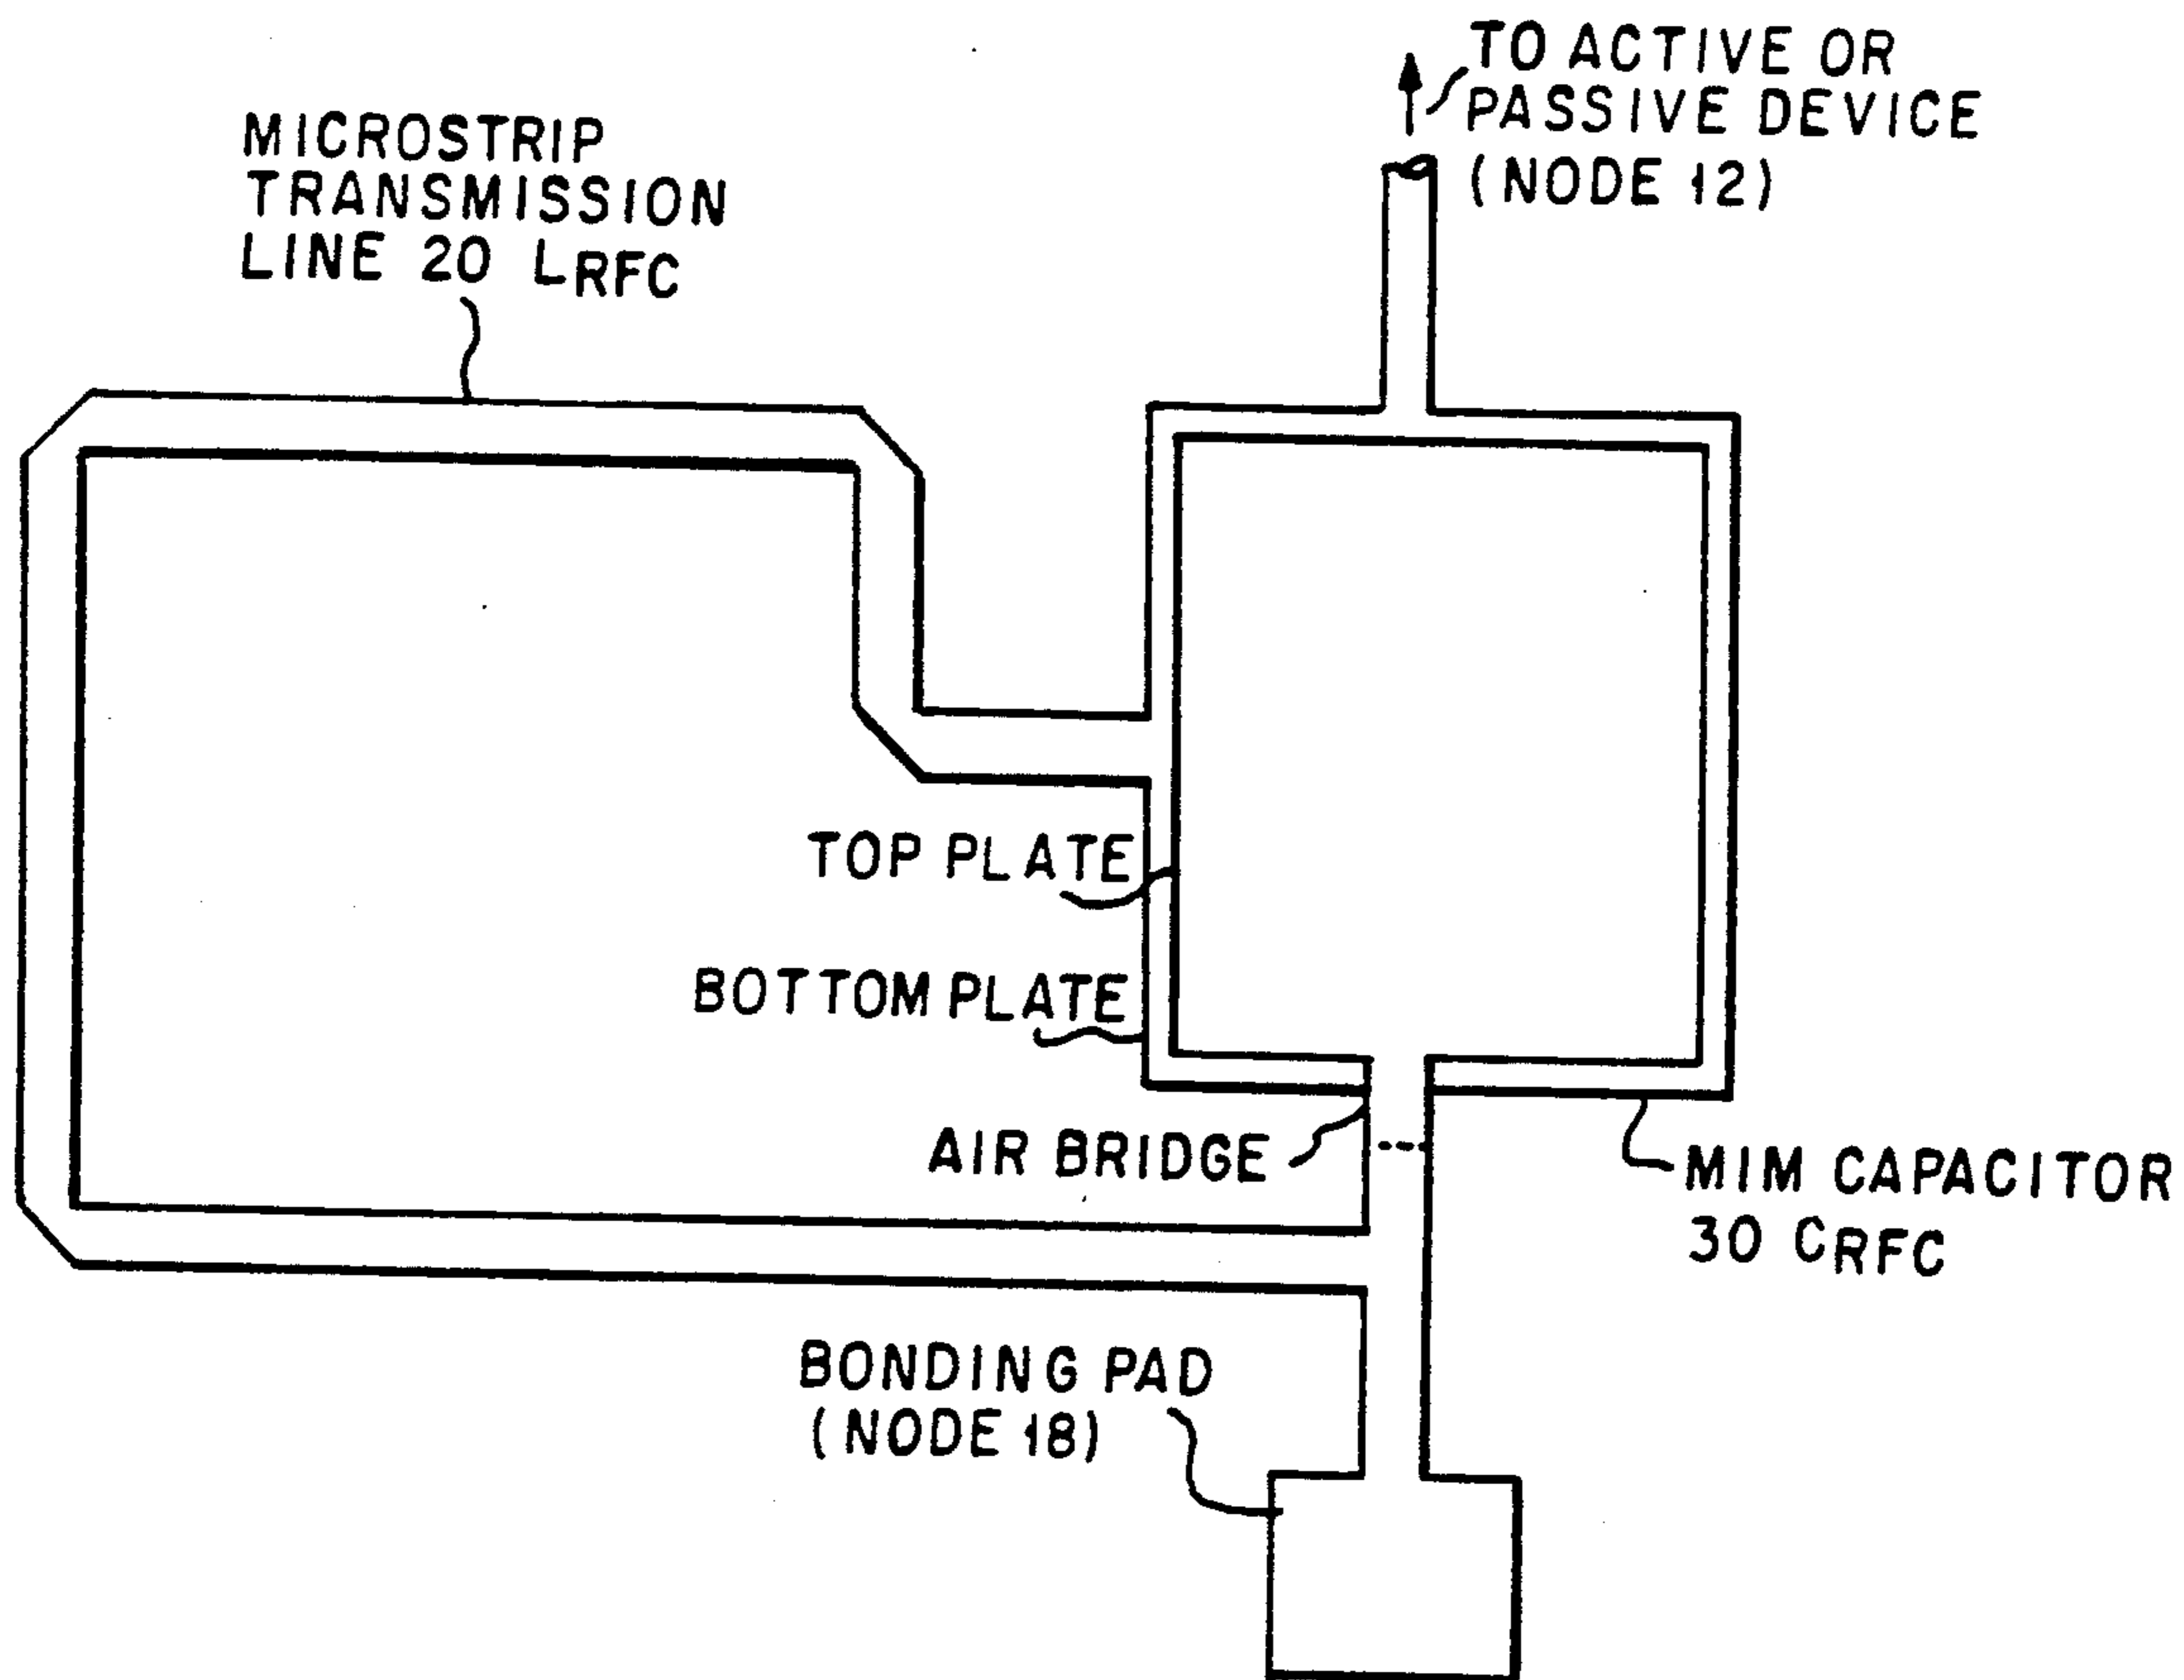 TO ACTIVE OR
PASSIVE DEVICE
(NODE 12)
MICROSTRIP
TRANSMISSION
LINE 20 LRFC
TOP PLATE
BOTTOM PLATE
AIR BRIDGE
MIM CAPACITOR
30 CRFC
BONDING PAD
(NODE 18)